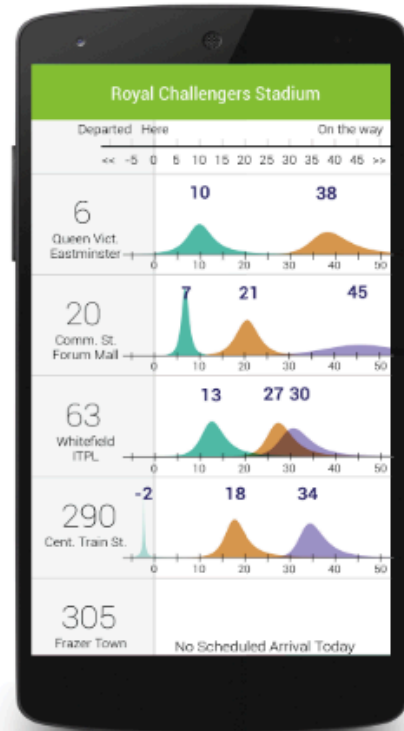 Royal Challengers Stadium
Departed Here On the way
<< -5 0 5 10 15 20 25 30 35 40 45 >>
10 38
6
Queen Vict.
Eastminster
0 10 20 30 40 50
7 21 45
20
Comm. St.
Forum Mall
0 10 20 30 40 50
13 27 30
63
Whitefield
ITPL
0 10 20 30 40 50
-2 18 34
290
Cent. Train St.
0 10 20 30 40 50
305
Frazer Town
No Scheduled Arrival Today